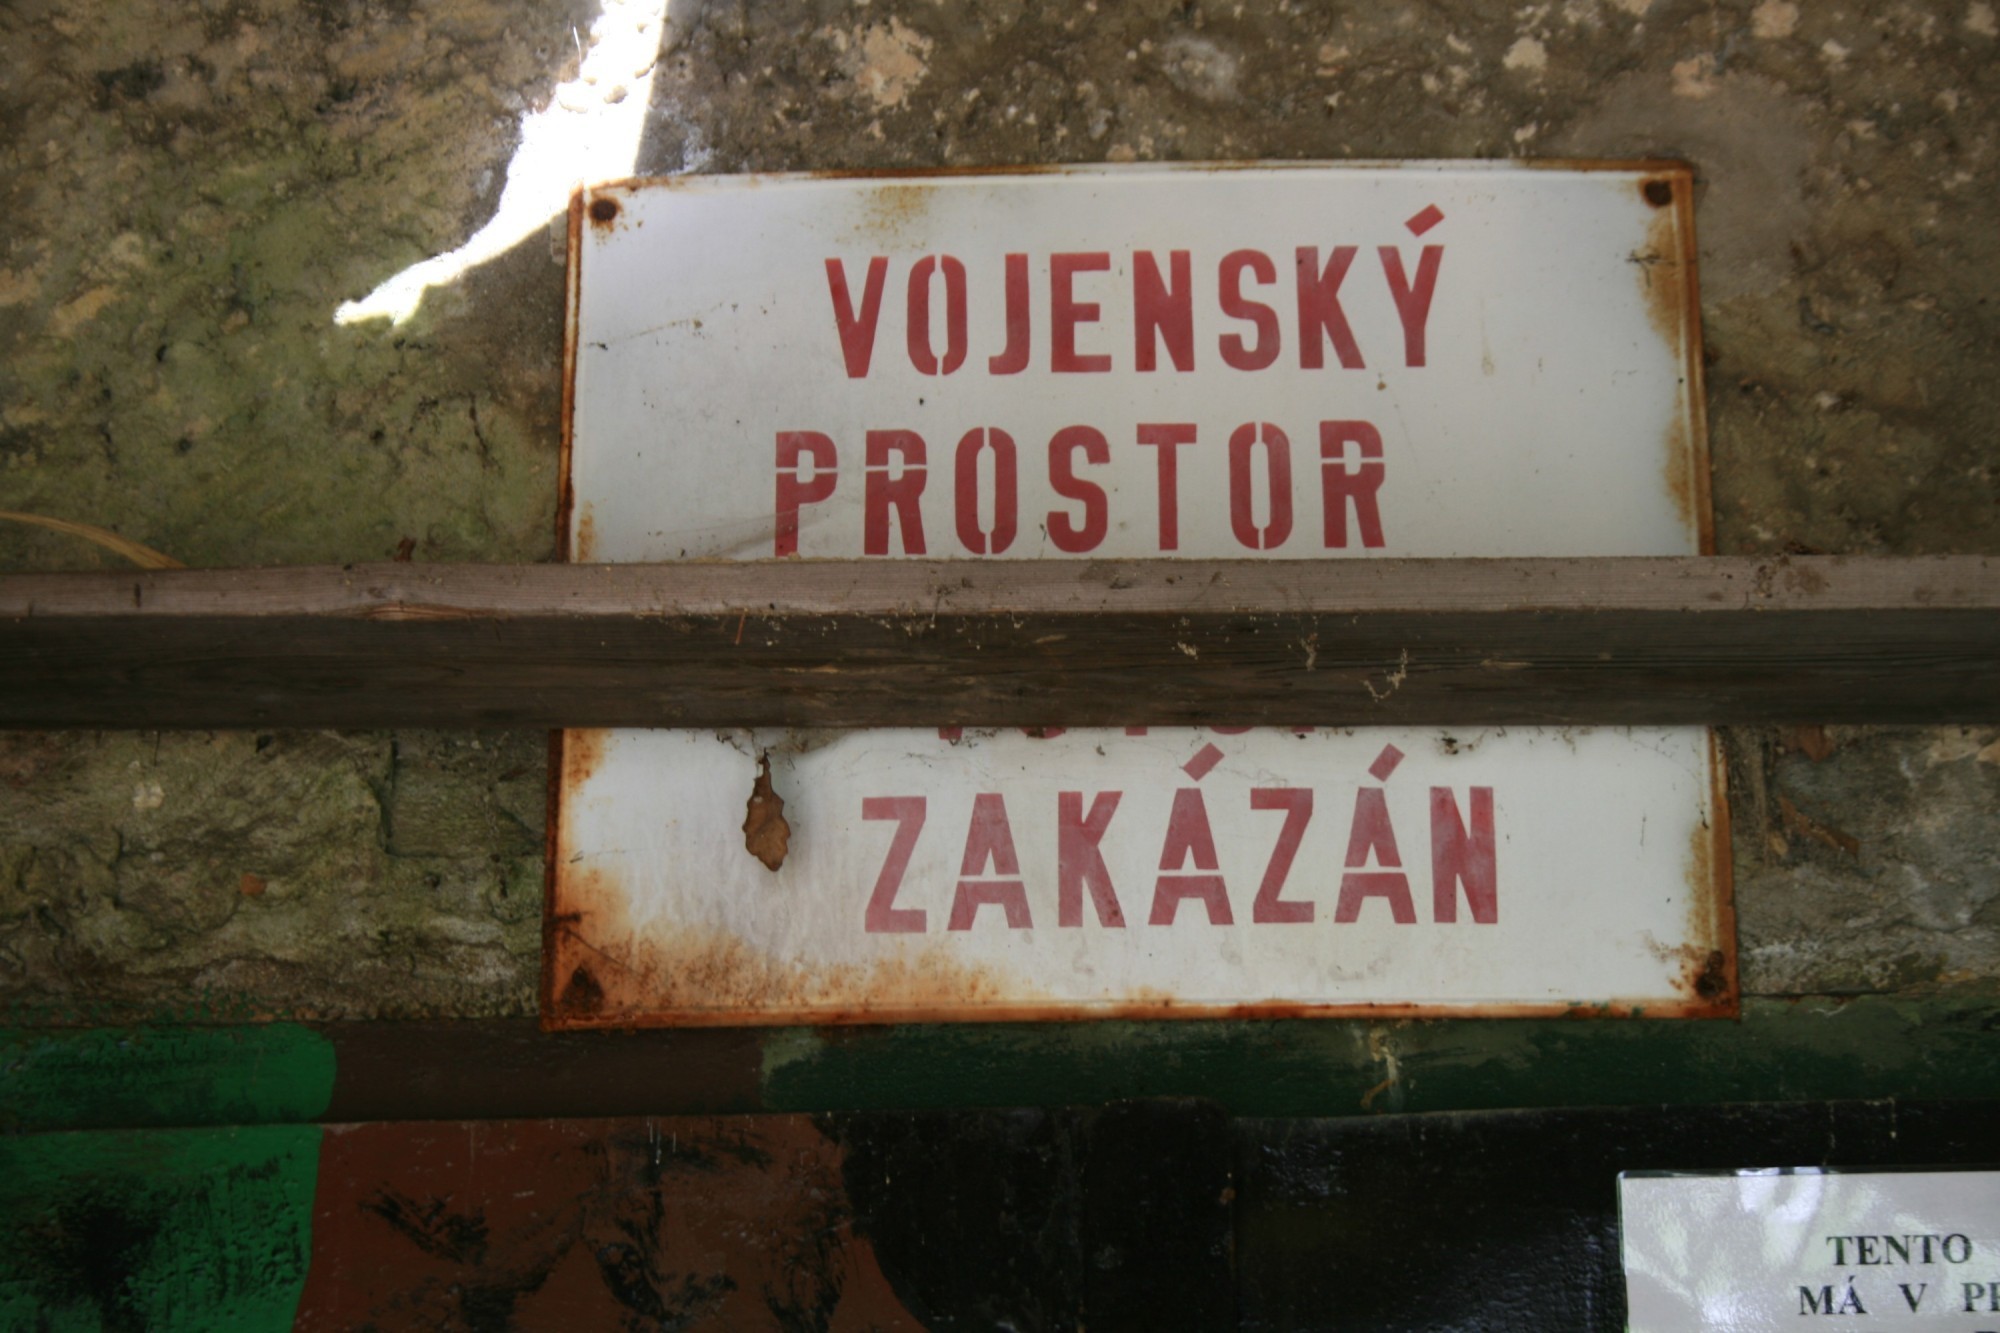 VOJENSKÝ
PROSTOR
ZAKÁZÁN
TENTO
MÁ V